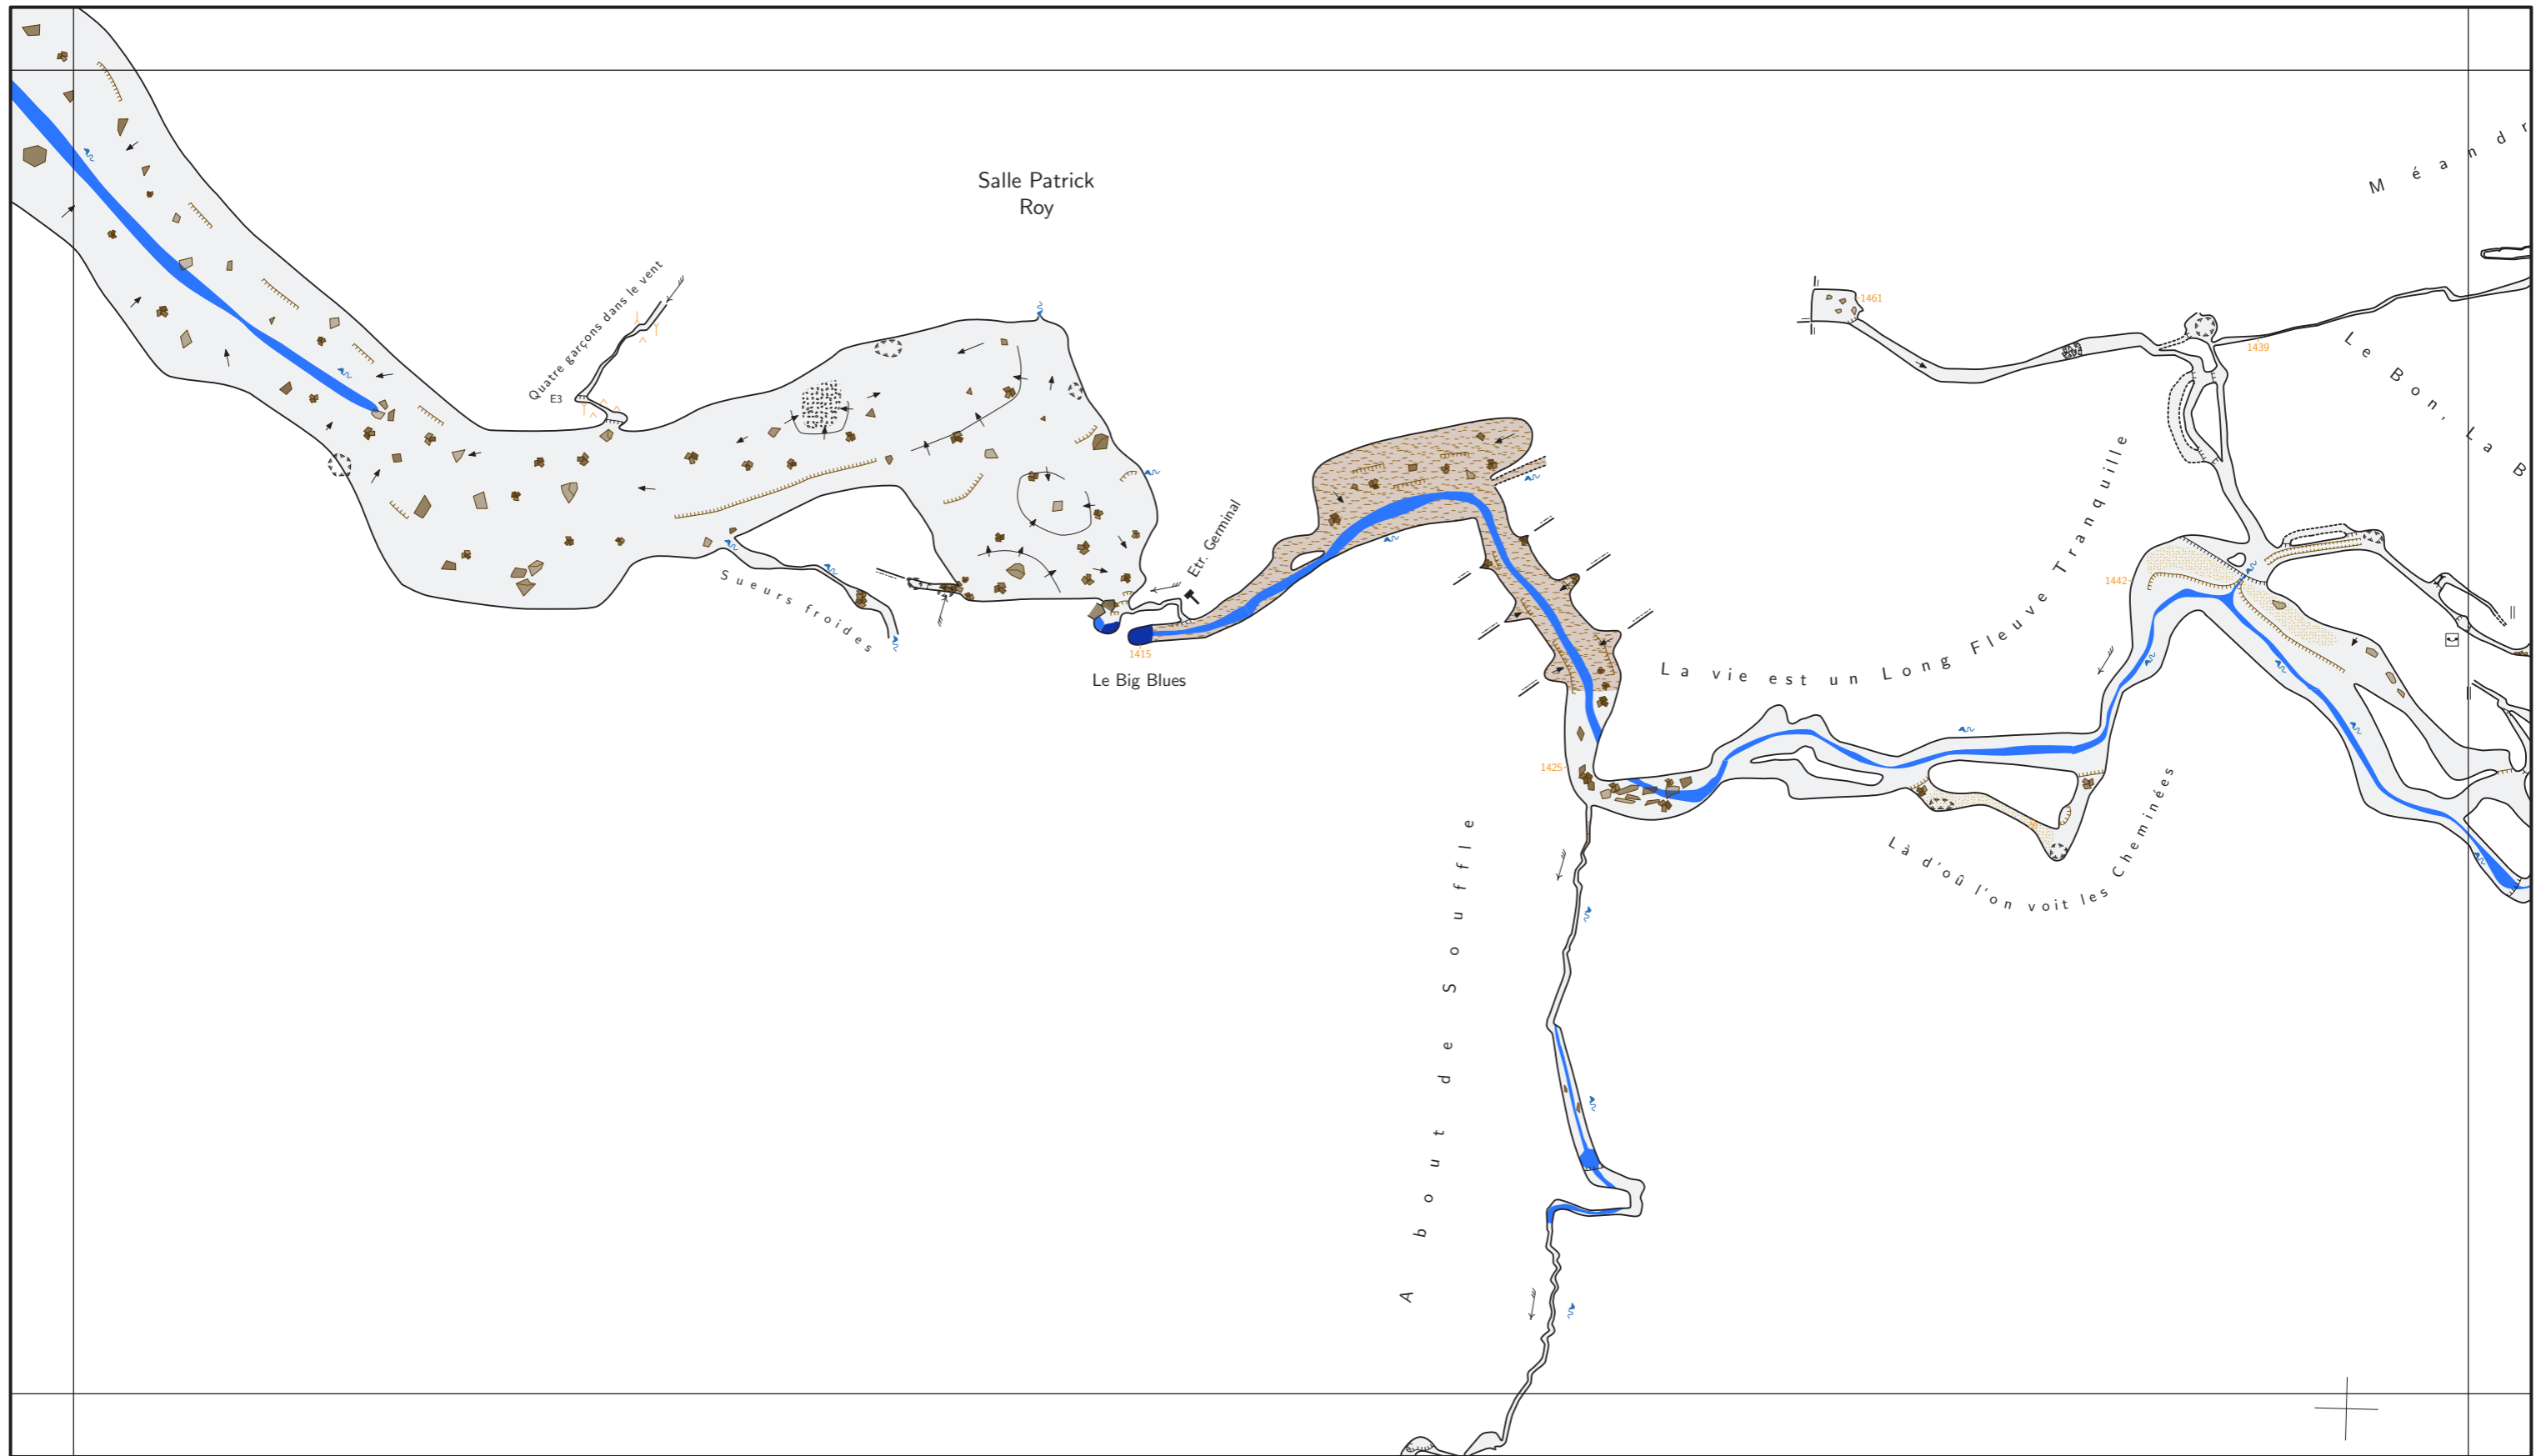 Méandr
Salle Patrick
Roy
Quatre garçons dans le vent
E3
1461
1439
Le Bon, La B
Etr. Germinal
Sueurs froides
1415
Le Big Blues
1442
La vie est un Long Fleuve Tranquille
1425
Là d'oû l'on voit les Cheminées
A bout de Souffle